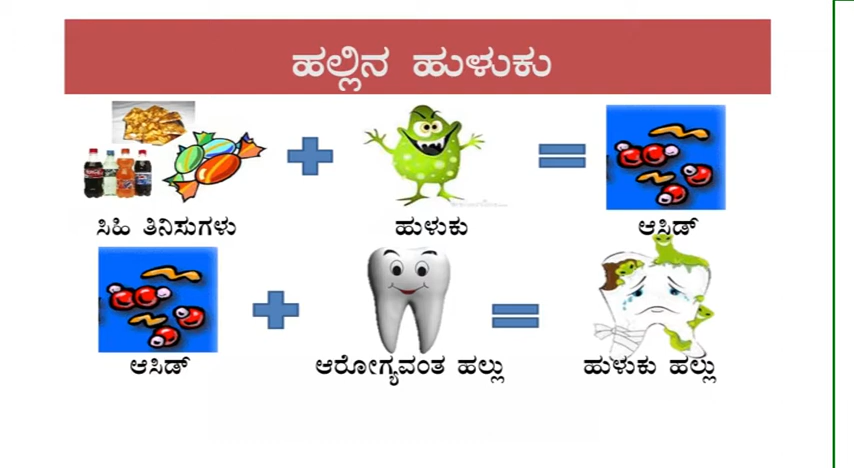 ಹಲ್ಲಿನ ಹುಳುಕು
ಸಿಹಿ ತಿನಿಸುಗಳು
ಹುಳುಕು
ಆಸಿಡ್
ಆಸಿಡ್
ಆರೋಗ್ಯವಂತ ಹಲ್ಲು
ಹುಳುಕು ಹಲ್ಲು